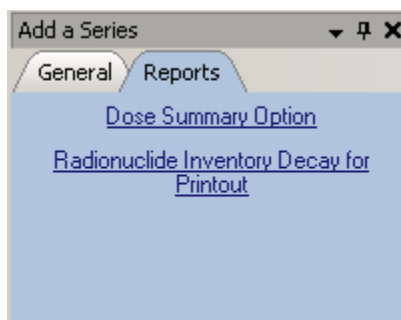 Add a Series
General Reports
Dose Summary Option
Radionuclide Inventory Decay for
Printout